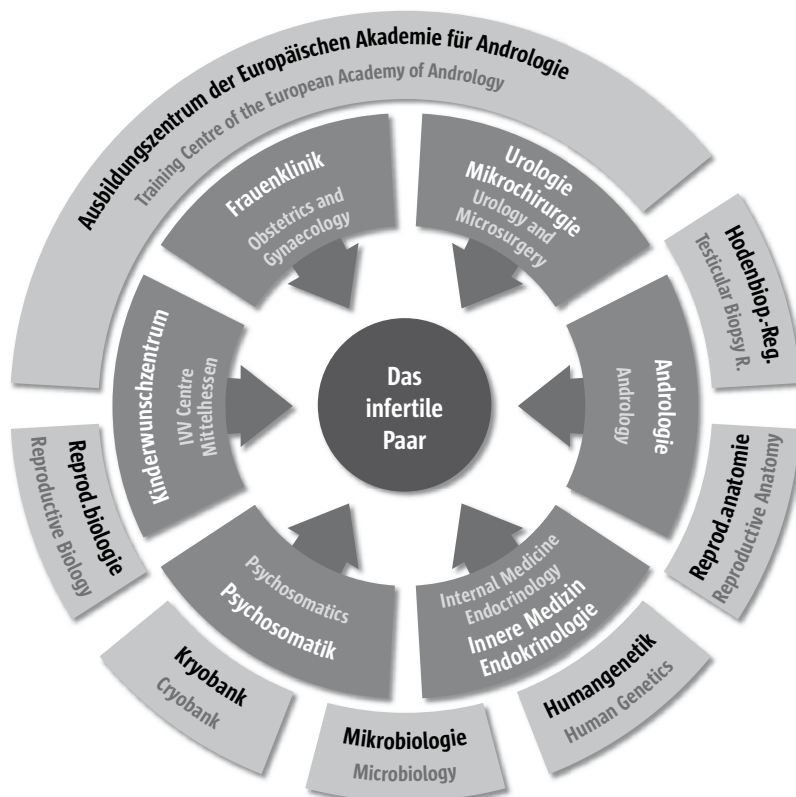 Ausbildungszentrum der Europäischen Akademie für Andrologie
Training Centre of the European Academy of Andrology
Frauenklinik
Obstetrics and
Gynaecology
Urologie
Mikrochirurgie
Urology and
Microsurgery
Hodenbiop.-Reg.
Testicular Biopsy R.
Kinderwunschzentrum
IVV Centre
Mittelhessen
Das
infertile
Paar
Andrologie
Andrology
Reprod.biologie
Reproductive Biology
Reprod.anatomie
Reproductive Anatomy
Psychosomatics
Psychosomatik
Internal Medicine
Endocrinology
Innere Medizin
Endokrinologie
Kryobank
Cryobank
Mikrobiologie
Microbiology
Humangenetik
Human Genetics